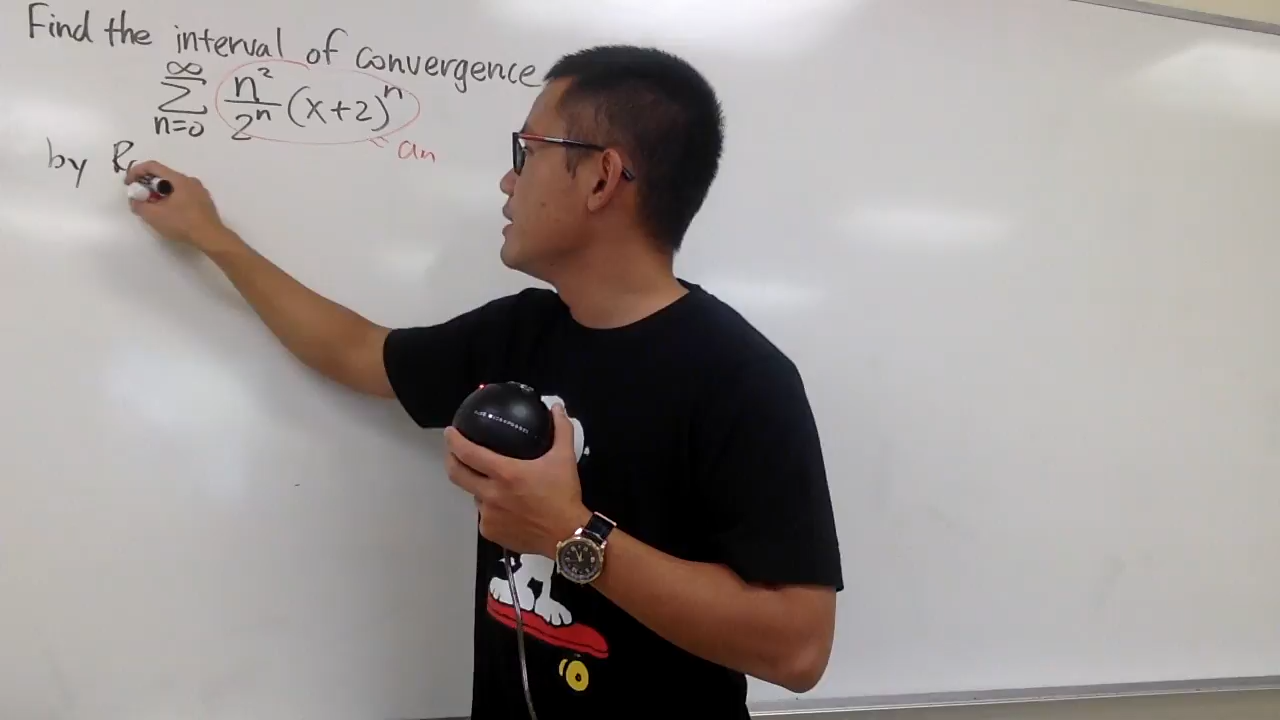 Find the interval of convergence
∞
∑ n²/2ⁿ (x+2)ⁿ
n=0
an
by R